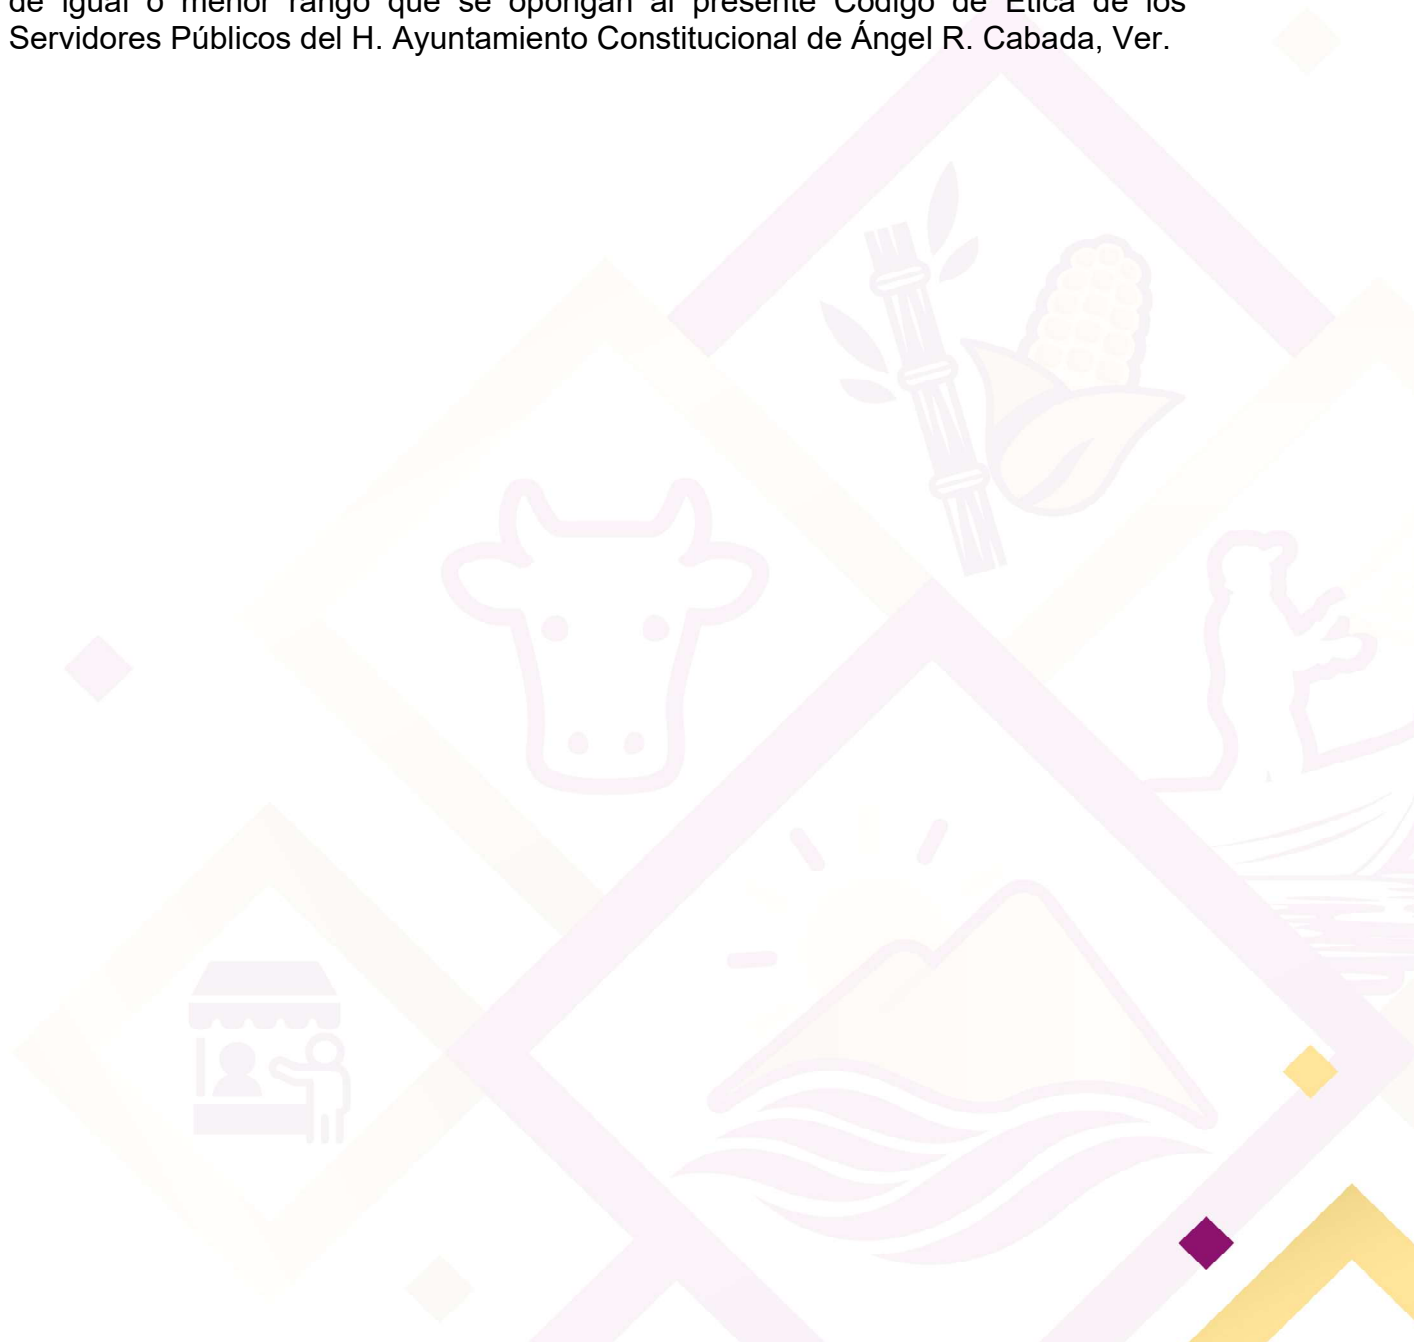 de igual o menor rango que se opongan al presente Código de Ética de los
Servidores Públicos del H. Ayuntamiento Constitucional de Ángel R. Cabada, Ver.